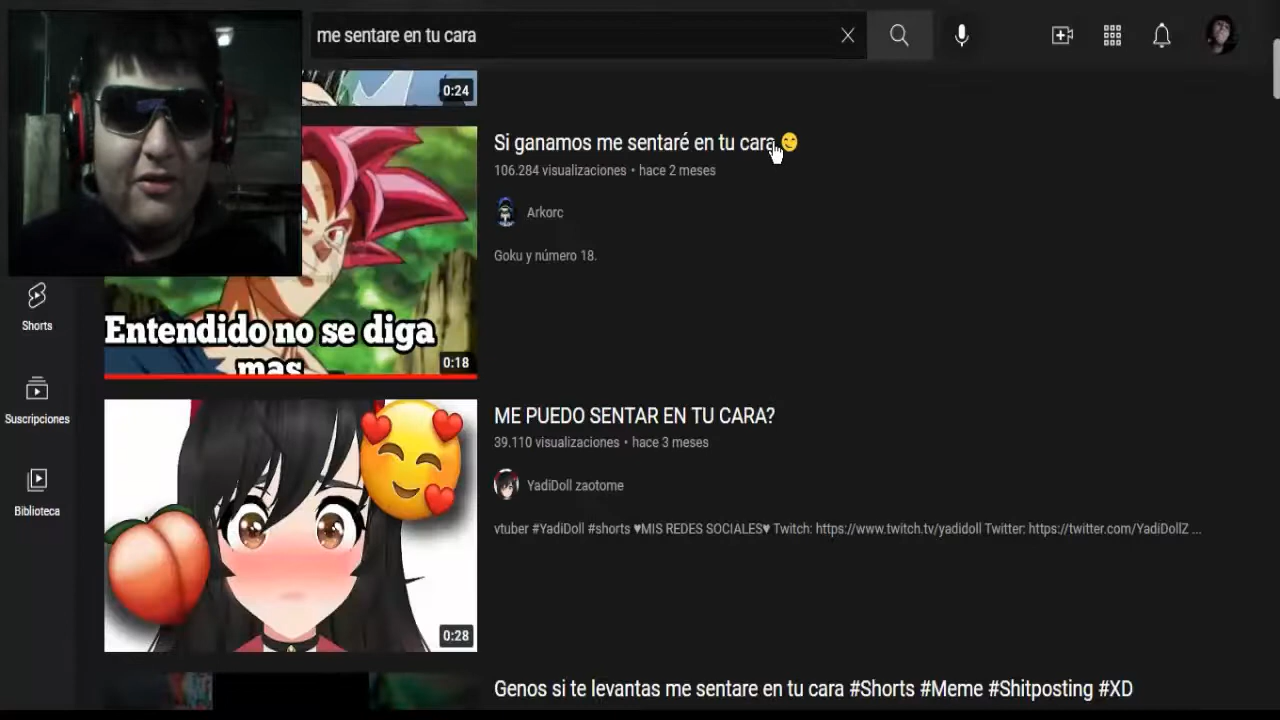 me sentare en tu cara
0:24
Si ganamos me sentaré en tu cara 😊
106.284 visualizaciones • hace 2 meses
Arkorc
Goku y número 18.
Entendido no se diga
mas
0:18
Shorts
Suscripciones
Biblioteca
ME PUEDO SENTAR EN TU CARA?
39.110 visualizaciones • hace 3 meses
YadiDoll zaotome
vtuber #YadiDoll #shorts ♥MIS REDES SOCIALES♥ Twitch: https://www.twitch.tv/yadidoll Twitter: https://twitter.com/YadiDollZ ...
0:28
Genos si te levantas me sentare en tu cara #Shorts #Meme #Shitposting #XD